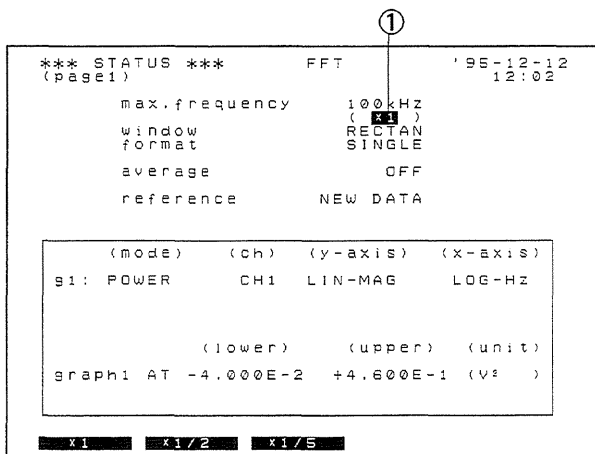 ①
*** STATUS *** FFT '95-12-12
(page1) 12:02
max.frequency 100kHz
( x1 )
window RECTAN
format SINGLE
average OFF
reference NEW DATA
(mode) (ch) (y-axis) (x-axis)
g1: POWER CH1 LIN-MAG LOG-Hz
(lower) (upper) (unit)
graph1 AT -4.000E-2 +4.600E-1 (V² )
x1 x1/2 x1/5